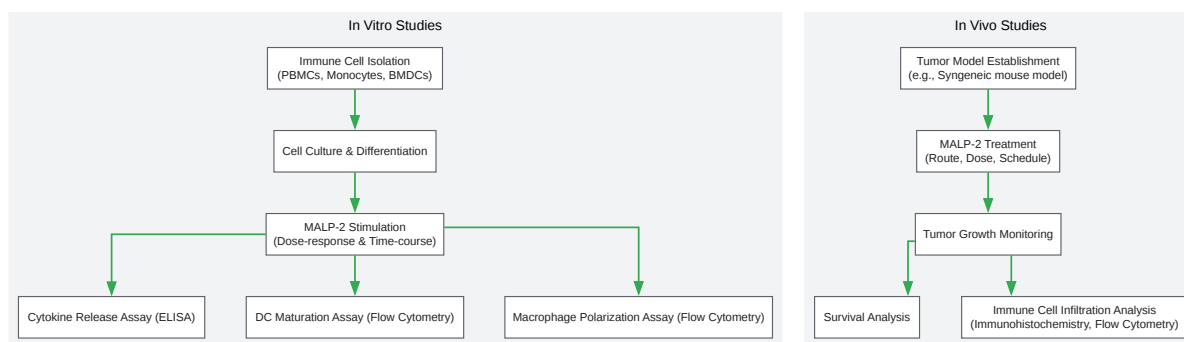 In Vitro Studies
Immune Cell Isolation
(PBMCs, Monocytes, BMDCs)
Cell Culture & Differentiation
MALP-2 Stimulation
(Dose-response & Time-course)
Cytokine Release Assay (ELISA)
DC Maturation Assay (Flow Cytometry)
Macrophage Polarization Assay (Flow Cytometry)
In Vivo Studies
Tumor Model Establishment
(e.g., Syngeneic mouse model)
MALP-2 Treatment
(Route, Dose, Schedule)
Tumor Growth Monitoring
Survival Analysis
Immune Cell Infiltration Analysis
(Immunohistochemistry, Flow Cytometry)